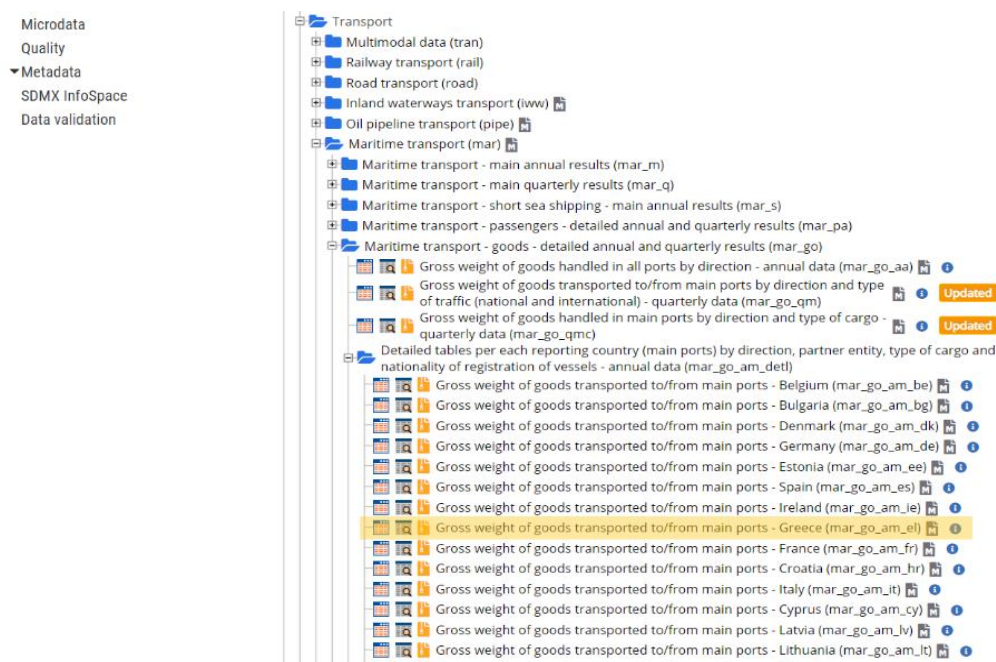 Microdata
Quality
Metadata
SDMX InfoSpace
Data validation
Transport
Multimodal data (tran)
Railway transport (rail)
Road transport (road)
Inland waterways transport (iww)
Oil pipeline transport (pipe)
Maritime transport (mar)
Maritime transport - main annual results (mar_m)
Maritime transport - main quarterly results (mar_q)
Maritime transport - short sea shipping - main annual results (mar_s)
Maritime transport - passengers - detailed annual and quarterly results (mar_pa)
Maritime transport - goods - detailed annual and quarterly results (mar_go)
Gross weight of goods handled in all ports by direction - annual data (mar_go_aa)
Gross weight of goods transported to/from main ports by direction and type
of traffic (national and international) - quarterly data (mar_go_qm)
Updated
Gross weight of goods handled in main ports by direction and type of cargo -
quarterly data (mar_go_qmc)
Updated
Detailed tables per each reporting country (main ports) by direction, partner entity, type of cargo and
nationality of registration of vessels - annual data (mar_go_am_detl)
Gross weight of goods transported to/from main ports - Belgium (mar_go_am_be)
Gross weight of goods transported to/from main ports - Bulgaria (mar_go_am_bg)
Gross weight of goods transported to/from main ports - Denmark (mar_go_am_dk)
Gross weight of goods transported to/from main ports - Germany (mar_go_am_de)
Gross weight of goods transported to/from main ports - Estonia (mar_go_am_ee)
Gross weight of goods transported to/from main ports - Spain (mar_go_am_es)
Gross weight of goods transported to/from main ports - Ireland (mar_go_am_ie)
Gross weight of goods transported to/from main ports - Greece (mar_go_am_el)
Gross weight of goods transported to/from main ports - France (mar_go_am_fr)
Gross weight of goods transported to/from main ports - Croatia (mar_go_am_hr)
Gross weight of goods transported to/from main ports - Italy (mar_go_am_it)
Gross weight of goods transported to/from main ports - Cyprus (mar_go_am_cy)
Gross weight of goods transported to/from main ports - Latvia (mar_go_am_lv)
Gross weight of goods transported to/from main ports - Lithuania (mar_go_am_lt)